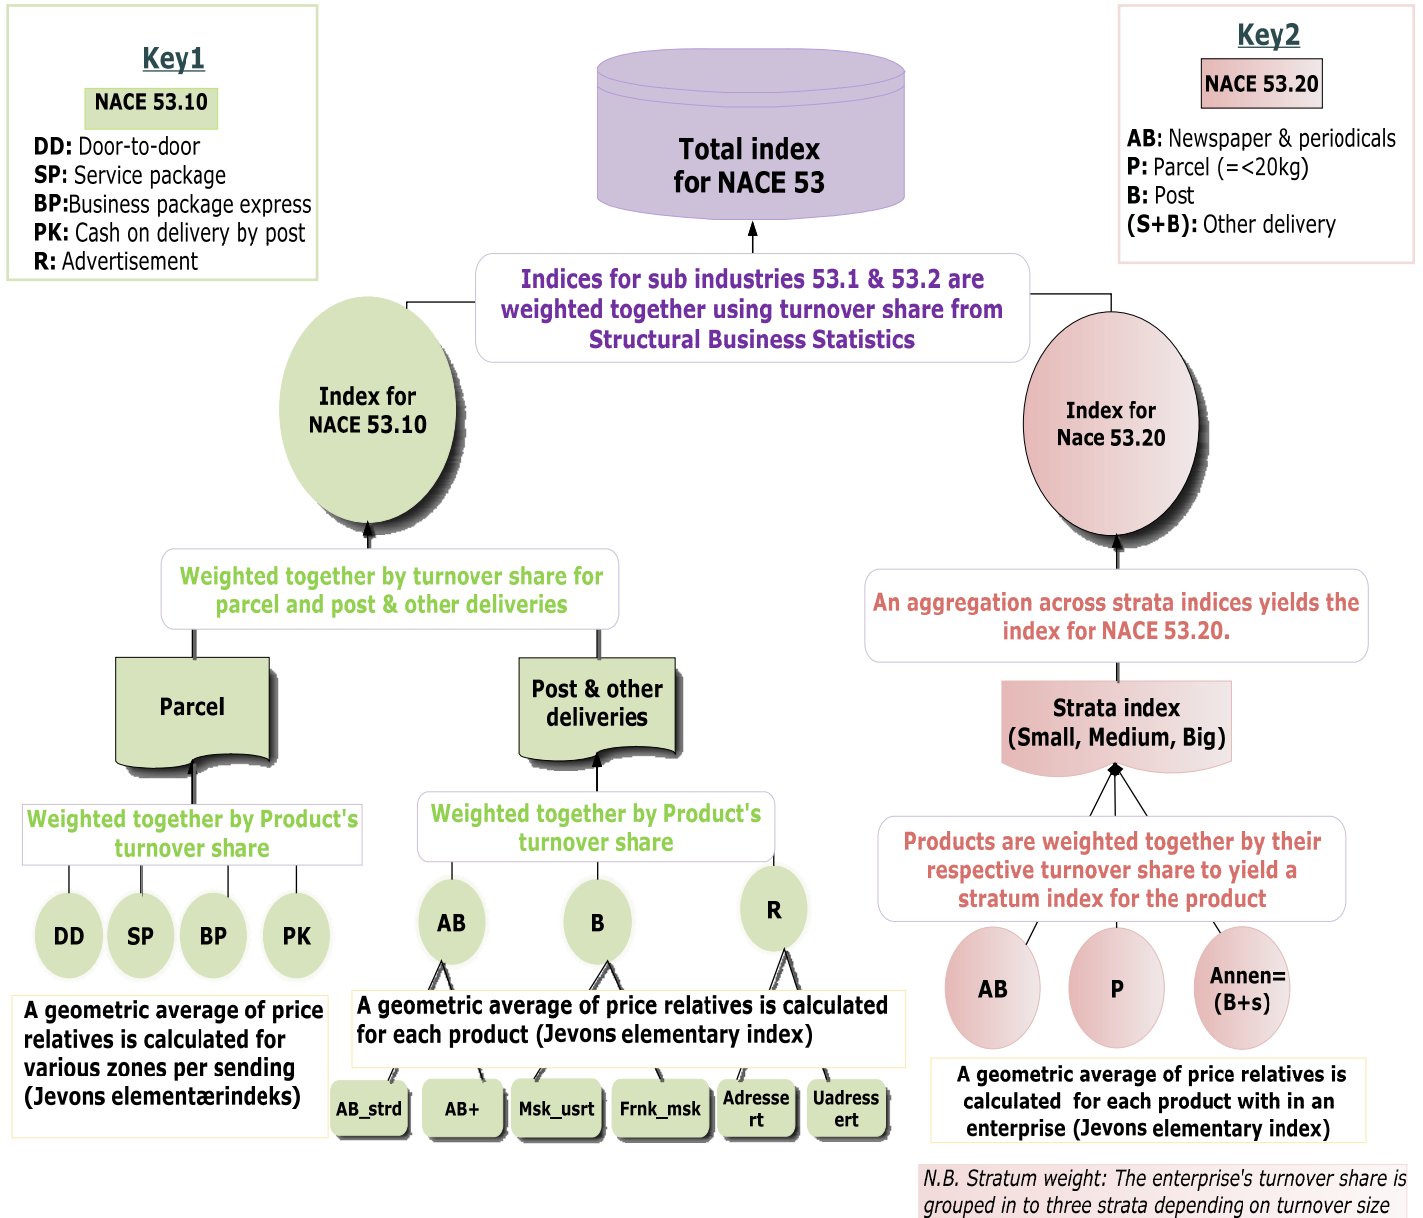 Key1
NACE 53.10
DD: Door-to-door
SP: Service package
BP:Business package express
PK: Cash on delivery by post
R: Advertisement
Key2
NACE 53.20
AB: Newspaper & periodicals
P: Parcel (=<20kg)
B: Post
(S+B): Other delivery
Total index
for NACE 53
Indices for sub industries 53.1 & 53.2 are
weighted together using turnover share from
Structural Business Statistics
Index for
NACE 53.10
Index for
Nace 53.20
Weighted together by turnover share for
parcel and post & other deliveries
An aggregation across strata indices yields the
index for NACE 53.20.
Parcel
Post & other
deliveries
Strata index
(Small, Medium, Big)
Weighted together by Product's
turnover share
Weighted together by Product's
turnover share
Products are weighted together by their
respective turnover share to yield a
stratum index for the product
DD
SP
BP
PK
AB
B
R
AB
P
Annen=
(B+s)
A geometric average of price
relatives is calculated for
various zones per sending
(Jevons elementærindeks)
A geometric average of price relatives is calculated
for each product (Jevons elementary index)
AB_strd
AB+
Msk_usrt
Frnk_msk
Adresse
rt
Uadress
ert
A geometric average of price relatives is
calculated for each product with in an
enterprise (Jevons elementary index)
N.B. Stratum weight: The enterprise's turnover share is
grouped in to three strata depending on turnover size